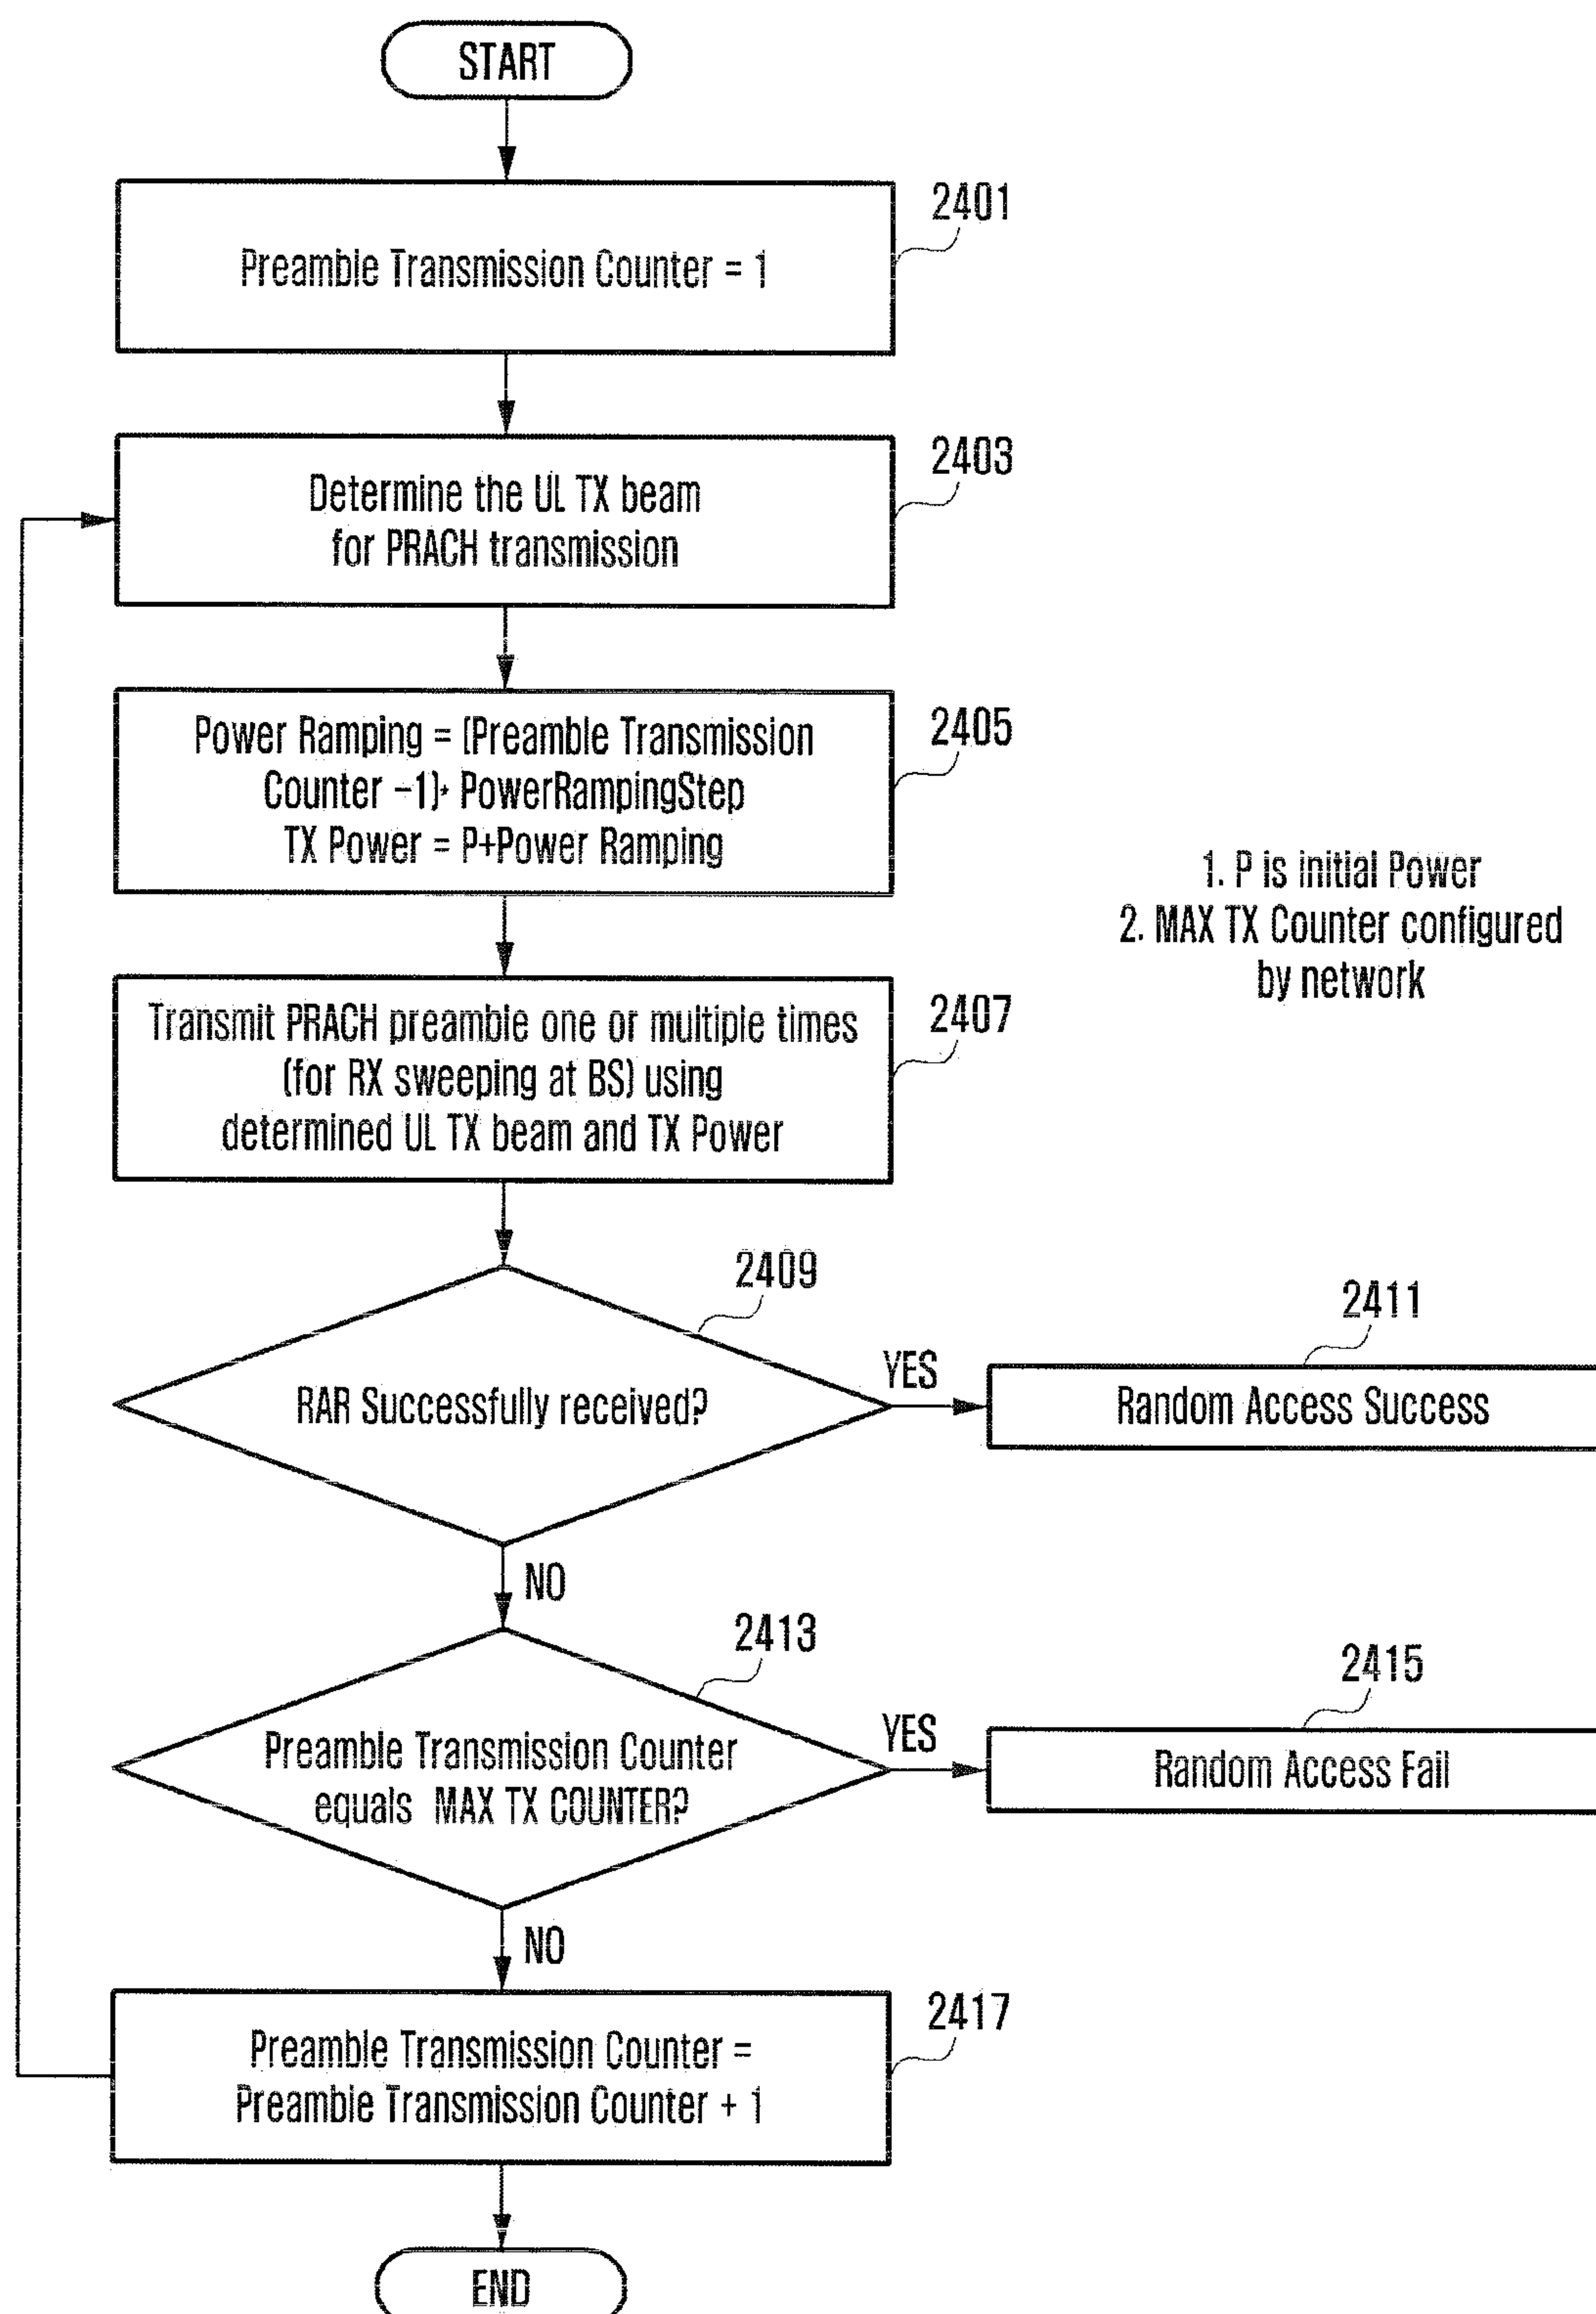 START
2401
Preamble Transmission Counter = 1
2403
Determine the UL TX beam
for PRACH transmission
2405
Power Ramping = (Preamble Transmission
Counter –1)* PowerRampingStep
TX Power = P+Power Ramping
1. P is initial Power
2. MAX TX Counter configured
by network
2407
Transmit PRACH preamble one or multiple times
(for RX sweeping at BS) using
determined UL TX beam and TX Power
2409
RAR Successfully received?
YES
2411
Random Access Success
NO
2413
Preamble Transmission Counter
equals MAX TX COUNTER?
YES
2415
Random Access Fail
NO
2417
Preamble Transmission Counter =
Preamble Transmission Counter + 1
END